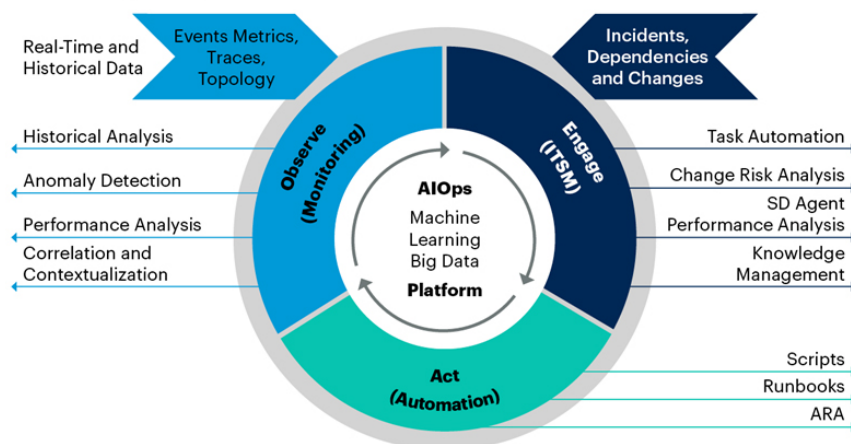 Real-Time and
Historical Data
Events Metrics,
Traces,
Topology
Incidents,
Dependencies
and Changes
Historical Analysis
Anomaly Detection
Performance Analysis
Correlation and
Contextualization
Observe
(Monitoring)
AIOps
Machine
Learning
Big Data
Platform
Engage
(ITSM)
Task Automation
Change Risk Analysis
SD Agent
Performance Analysis
Knowledge
Management
Act
(Automation)
Scripts
Runbooks
ARA